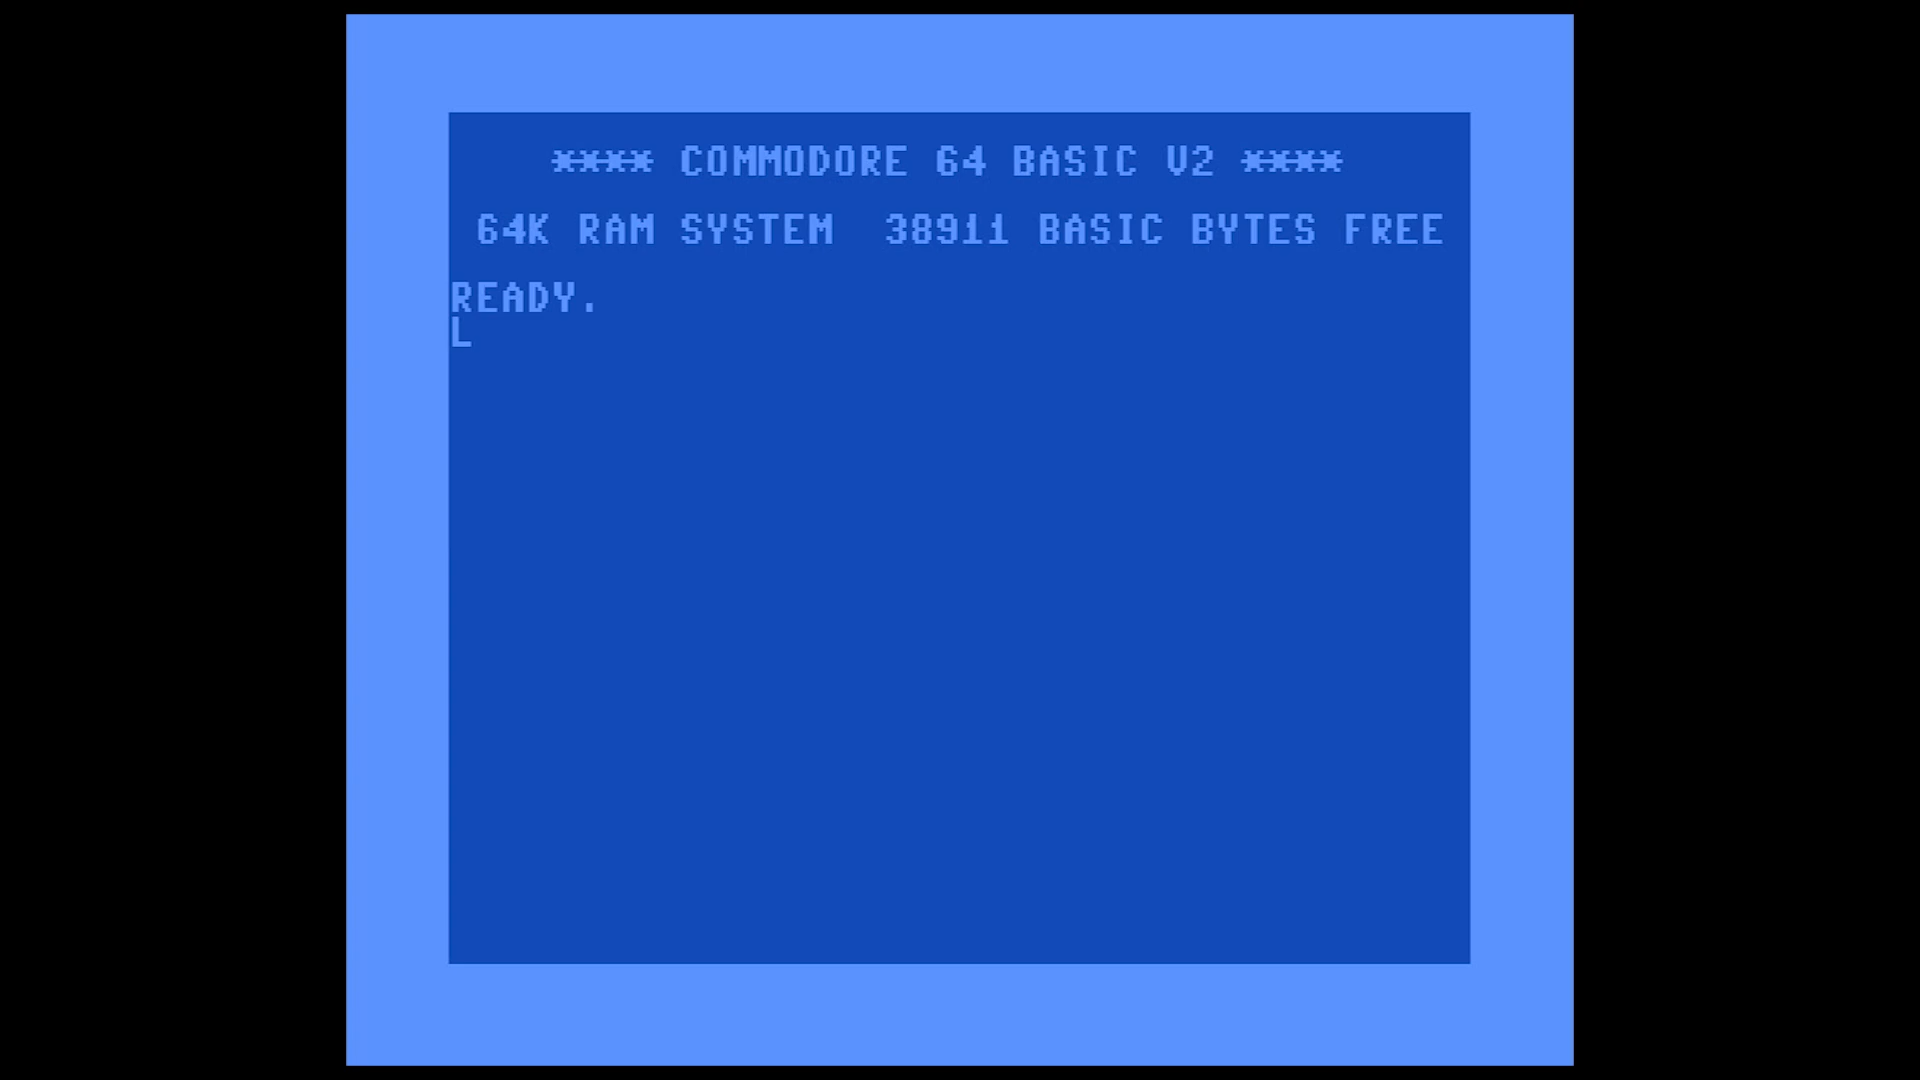 **** COMMODORE 64 BASIC V2 ****
64K RAM SYSTEM  38911 BASIC BYTES FREE
READY.
L